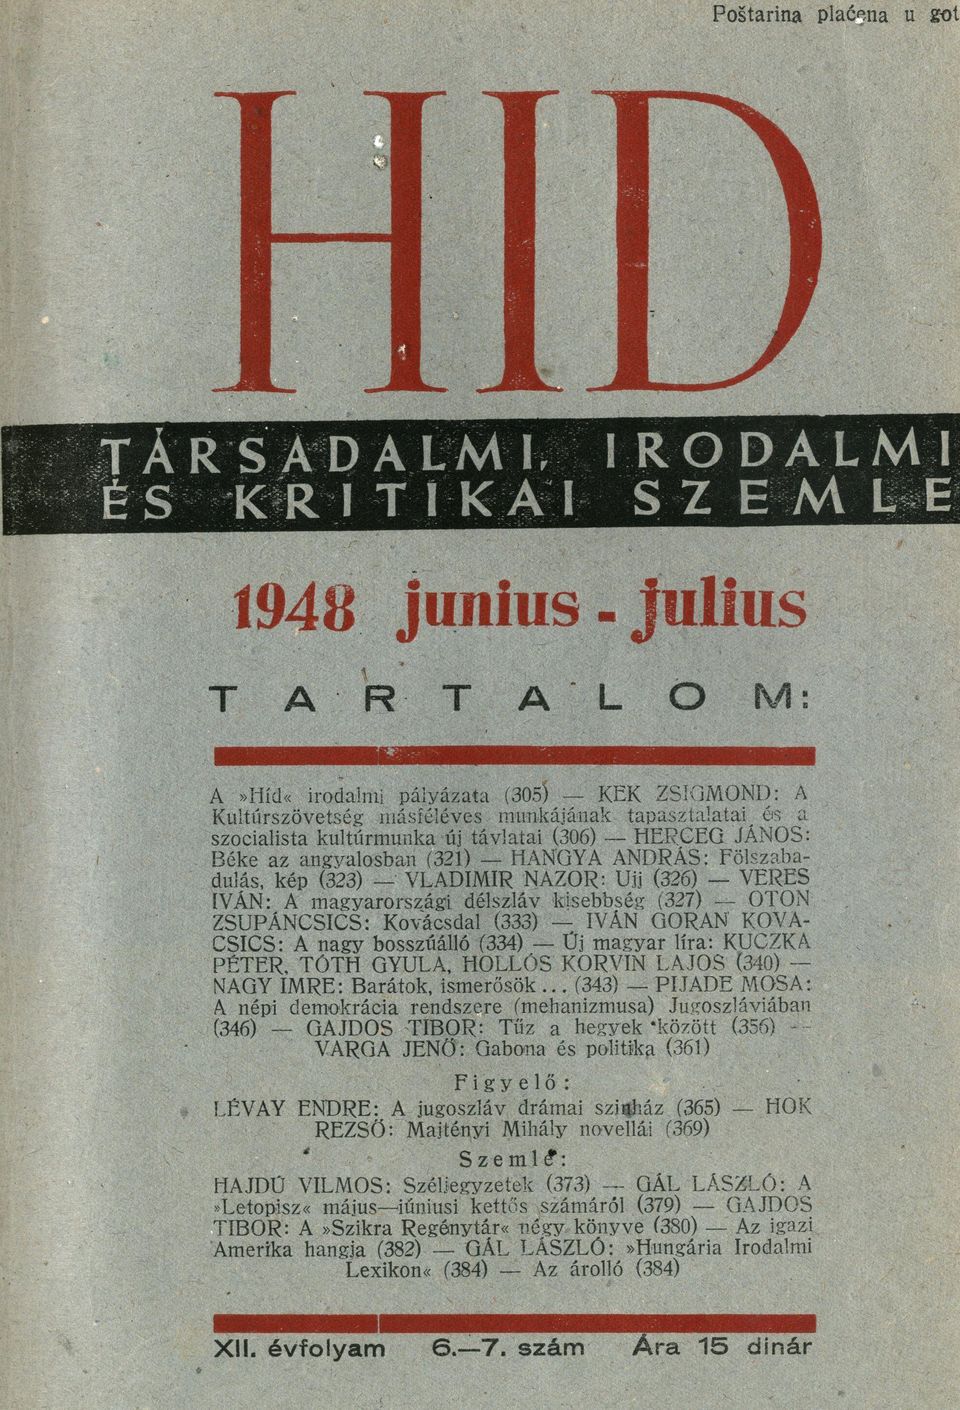 Poštarina plaćena u got
HID
TÁRSADALMI, IRODALMI
ÉS KRITIKAI SZEMLE
1948 junius - julius
TARTALOM:
A »Híd« irodalmi pályázata (305) — KEK ZSIGMOND: A
Kultúrszövetség másféléves munkájának tapasztalatai és a
szocialista kultúrmunka új távlatai (306) — HERCEG JÁNOS:
Béke az angyalosban (321) — HANGYA ANDRÁS: Fölszaba-
dulás, kép (323) — VLADIMIR NAZOR: Ujj (326) — VERES
IVÁN: A magyarországi délszláv kisebbség (327) — OTON
ZSUPÁNCSICS: Kovácsdal (333) — IVÁN GORAN KOVA-
CSICS: A nagy bosszúálló (334) — Új magyar líra: KUCZKA
PÉTER, TÓTH GYULA, HOLLÓS KORVIN LAJOS (340) —
NAGY IMRE: Barátok, ismerősök... (343) — PIJADE MOSA:
A népi demokrácia rendszere (mehanizmusa) Jugoszláviában
(346) — GAJDOS TIBOR: Tűz a hegyek között (356) —
VARGA JENŐ: Gabona és politika (361)
Figyelő:
LÉVAY ENDRE: A jugoszláv drámai szinház (365) — HOK
REZSŐ: Majtényi Mihály novellái (369)
Szemle:
HAJDÚ VILMOS: Széljegyzetek (373) — GÁL LÁSZLÓ: A
»Letopisz« május—júniusi kettős számáról (379) — GAJDOS
TIBOR: A »Szikra Regénytár« négy könyve (380) — Az igazi
Amerika hangja (382) — GÁL LÁSZLÓ: »Hungária Irodalmi
Lexikon« (384) — Az árolló (384)
XII. évfolyam 6.—7. szám Ára 15 dinár